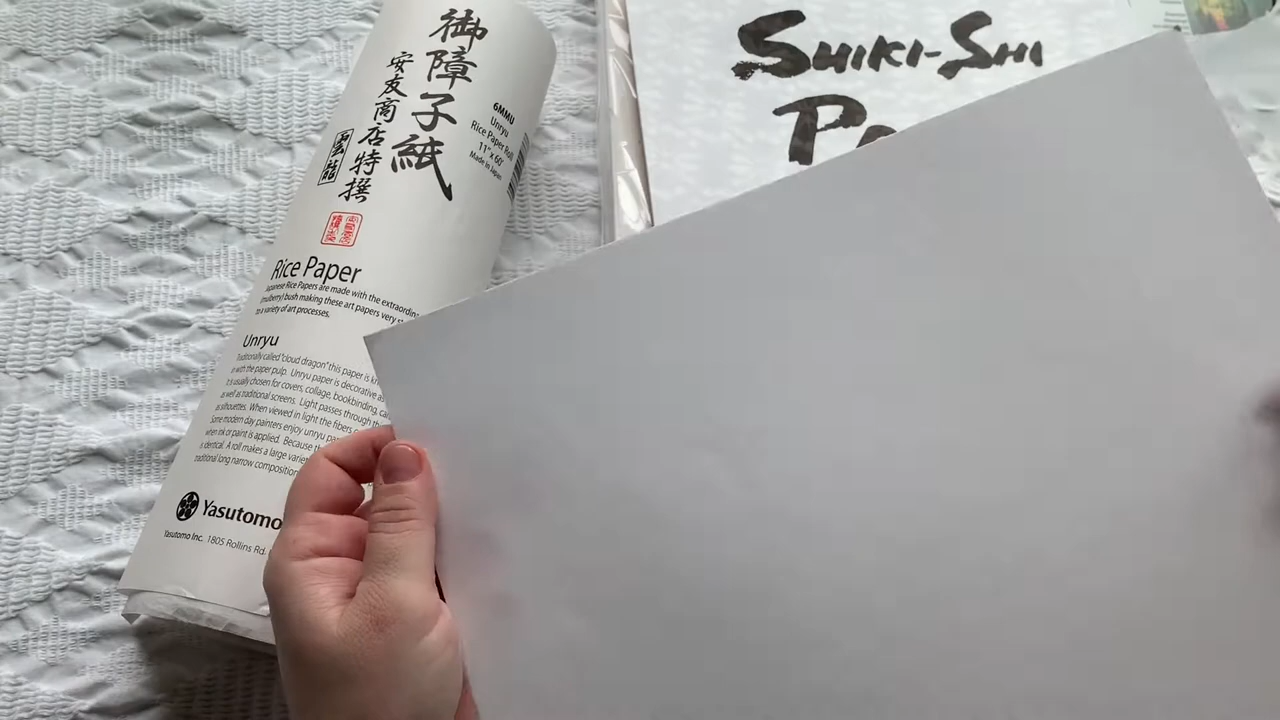 御障子紙
安友商店特撰
雲龍
6MMU
Unryu
Rice Paper Roll
11" x 60'
Made in Japan
SHIKI-SHI
Rice Paper
Japanese Rice Papers are made with the extraordin
(mulberry) bush making these art papers very s
to a variety of art processes.
Unryu
Traditionally called "cloud dragon" this paper is kn
in with the paper pulp. Unryu paper is decorative a
It is usually chosen for covers, collage, bookbinding, ca
as well as traditional screens. Light passes through th
as silhouettes. When viewed in light the fibers
Some modern day painters enjoy unryu pa
when ink or paint is applied. Because th
is identical. A roll makes a large varie
traditional long narrow composition
Yasutomo
Yasutomo Inc. 1805 Rollins Rd.